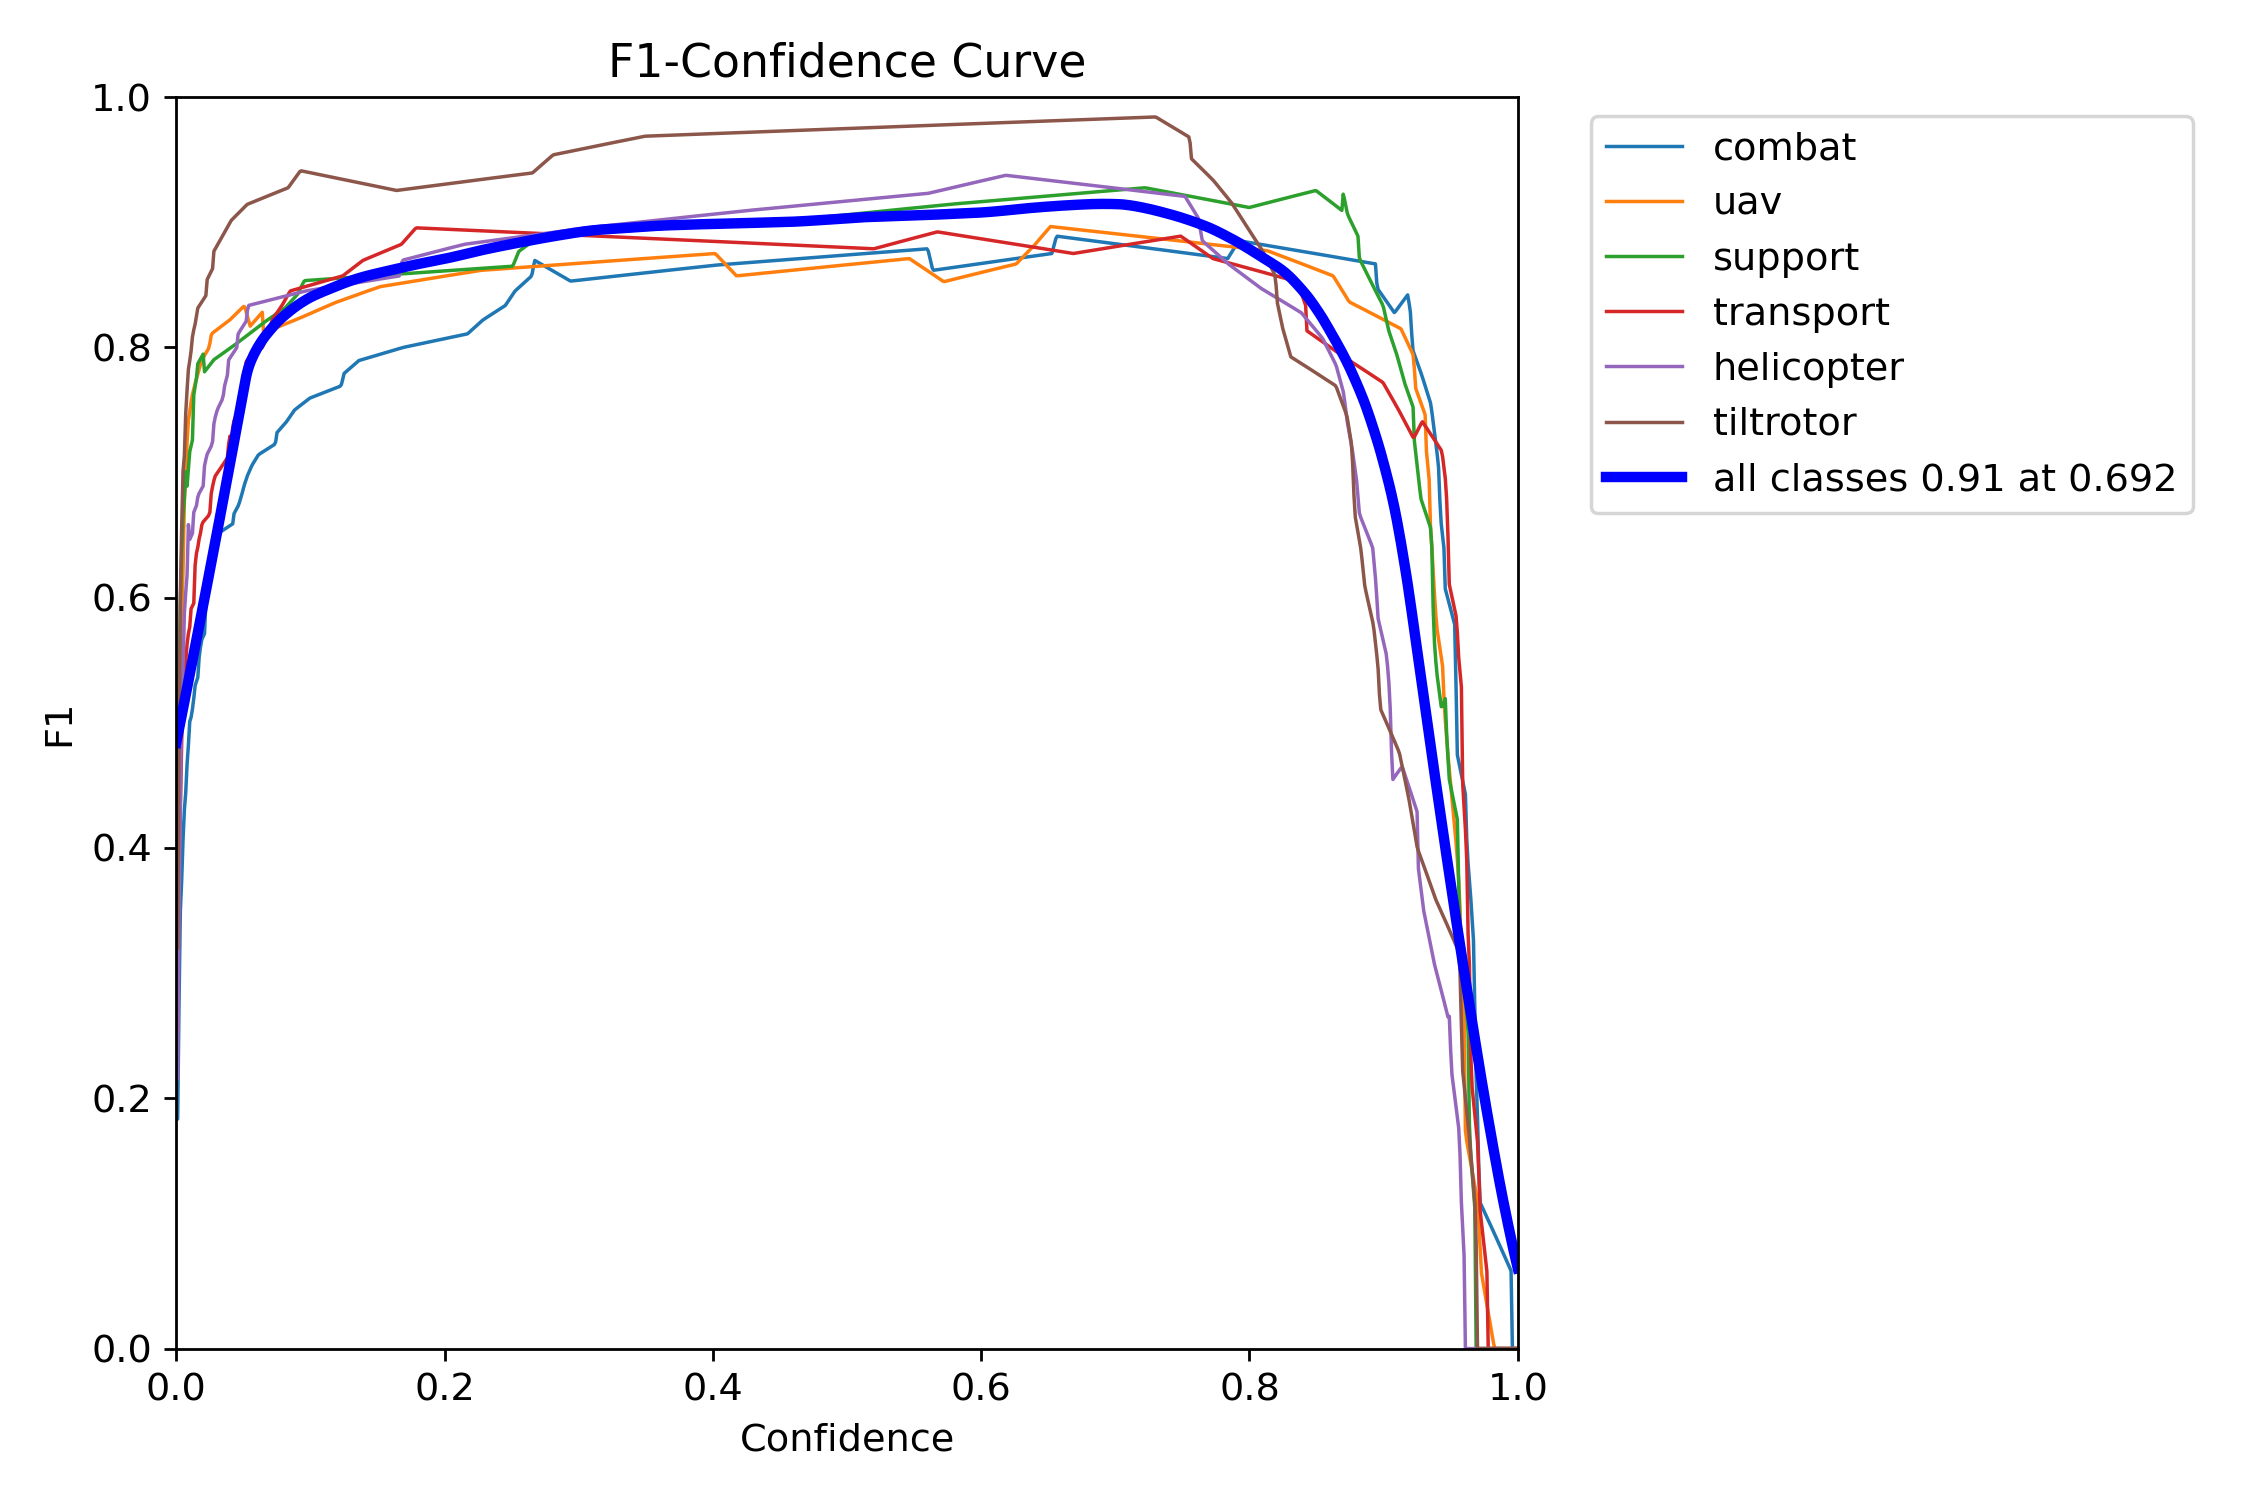 F1-Confidence Curve
1.0
0.8
0.6
0.4
0.2
0.0
F1
0.0 0.2 0.4 0.6 0.8 1.0
Confidence
combat
uav
support
transport
helicopter
tiltrotor
all classes 0.91 at 0.692